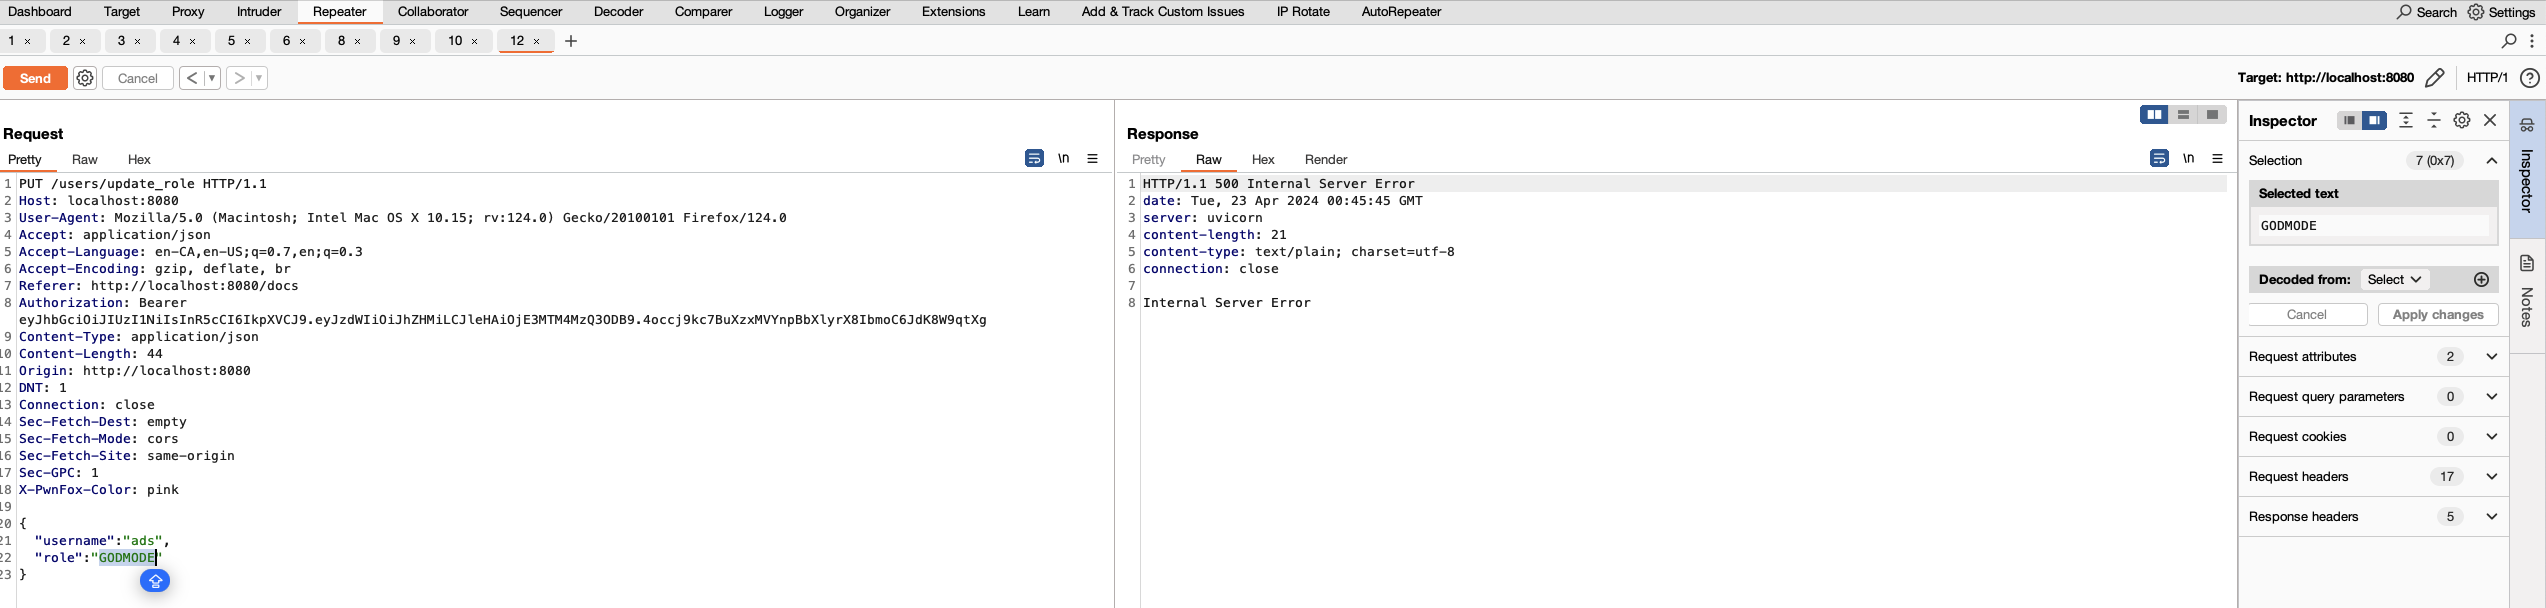 Dashboard Target Proxy Intruder Repeater Collaborator Sequencer Decoder Comparer Logger Organizer Extensions Learn Add & Track Custom Issues IP Rotate AutoRepeater Search Settings
1 × 2 × 3 × 4 × 5 × 6 × 8 × 9 × 10 × 12 × +
Send Cancel < > Target: http://localhost:8080 HTTP/1 ?
Request
Pretty Raw Hex \n
1 PUT /users/update_role HTTP/1.1
2 Host: localhost:8080
3 User-Agent: Mozilla/5.0 (Macintosh; Intel Mac OS X 10.15; rv:124.0) Gecko/20100101 Firefox/124.0
4 Accept: application/json
5 Accept-Language: en-CA,en-US;q=0.7,en;q=0.3
6 Accept-Encoding: gzip, deflate, br
7 Referer: http://localhost:8080/docs
8 Authorization: Bearer
eyJhbGciOiJIUzI1NiIsInR5cCI6IkpXVCJ9.eyJzdWIiOiJhZHMiLCJleHAiOjE3MTM4MzQ3ODB9.4occj9kc7BuXzxMVYnpBbXlyrX8IbmoC6JdK8W9qtXg
9 Content-Type: application/json
10 Content-Length: 44
11 Origin: http://localhost:8080
12 DNT: 1
13 Connection: close
14 Sec-Fetch-Dest: empty
15 Sec-Fetch-Mode: cors
16 Sec-Fetch-Site: same-origin
17 Sec-GPC: 1
18 X-PwnFox-Color: pink
19
20 {
21 "username":"ads",
22 "role":"GODMODE"
23 }
Response
Pretty Raw Hex Render \n
1 HTTP/1.1 500 Internal Server Error
2 date: Tue, 23 Apr 2024 00:45:45 GMT
3 server: uvicorn
4 content-length: 21
5 content-type: text/plain; charset=utf-8
6 connection: close
7
8 Internal Server Error
Inspector
Selection 7 (0x7)
Selected text
GODMODE
Decoded from: Select
Cancel Apply changes
Request attributes 2
Request query parameters 0
Request cookies 0
Request headers 17
Response headers 5
Inspector
Notes